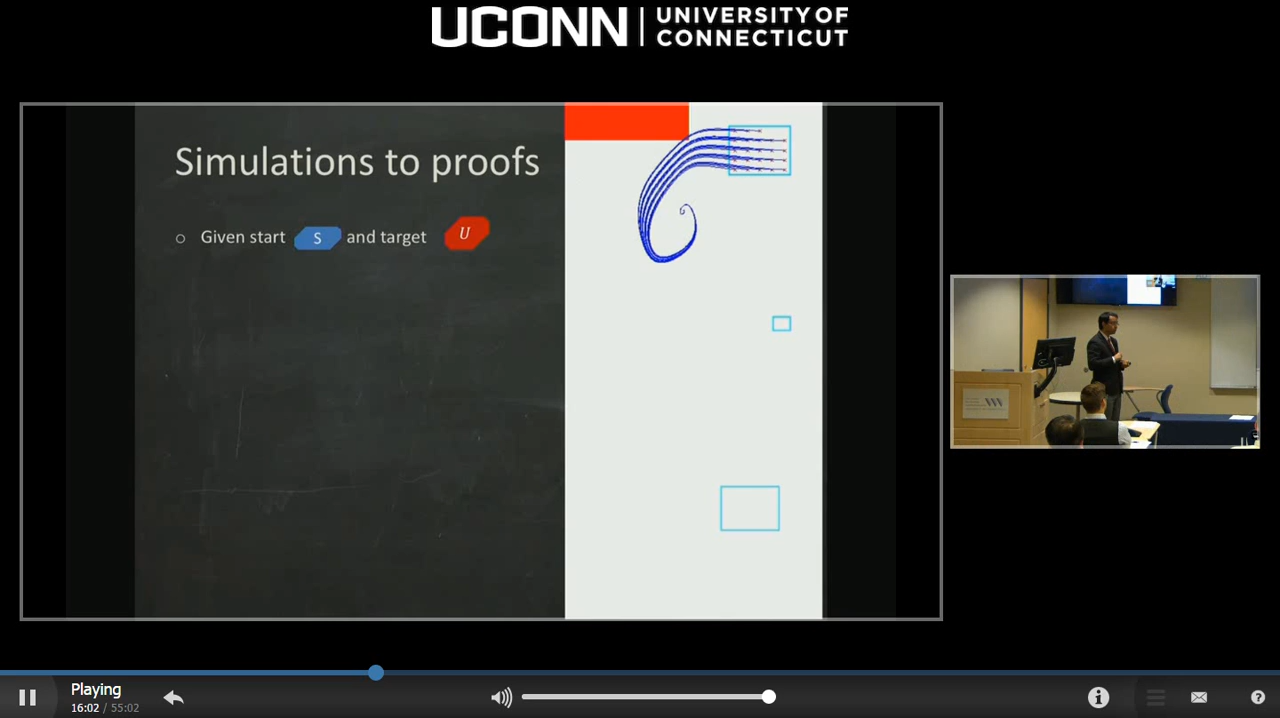 UCONN UNIVERSITY OF
CONNECTICUT
Simulations to proofs
○ Given start S and target U
Playing
16:02 / 55:02